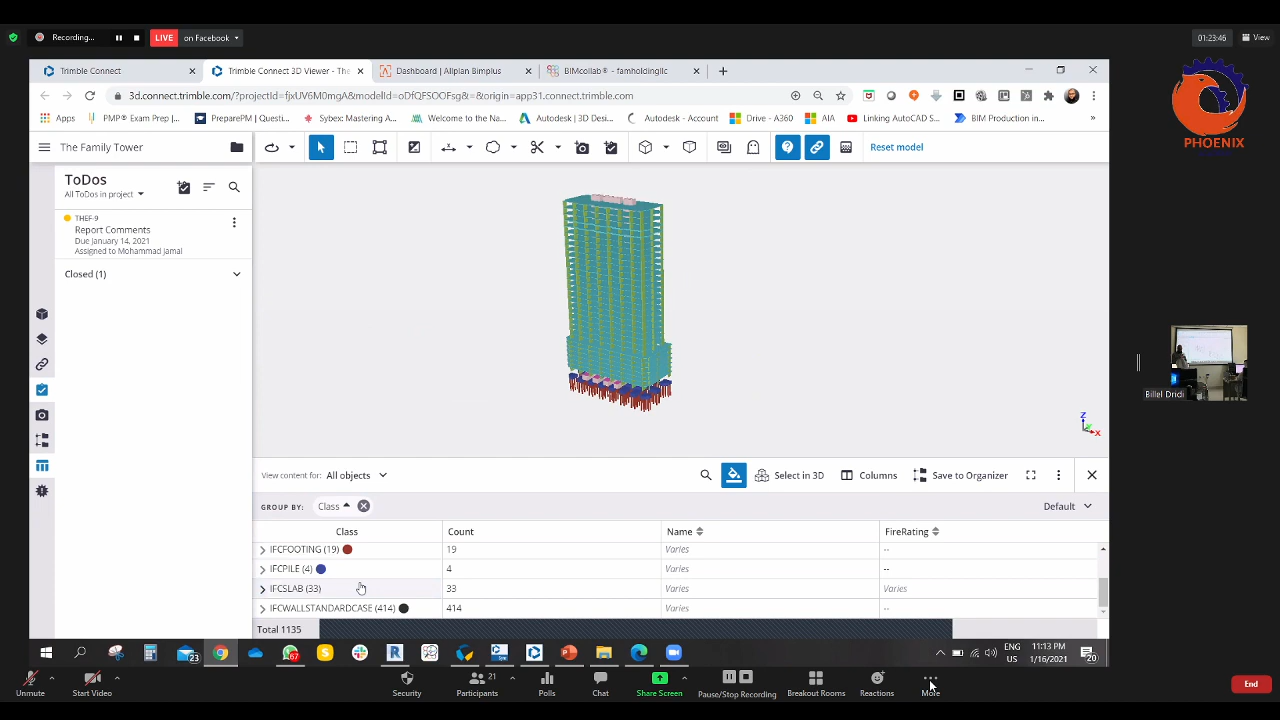 Recording...
LIVE
on Facebook
01:23:46
View
Trimble Connect
Trimble Connect 3D Viewer - The
Dashboard | Allplan Bimplus
BIMcollab® - famholdingllc
3d.connect.trimble.com/?projectId=fjxUV6M0mgA&modelId=oDfQFSOOFsg&=&origin=app31.connect.trimble.com
Apps
PMP® Exam Prep |...
PreparePM | Questi...
Sybex: Mastering A...
Welcome to the Na...
Autodesk | 3D Des...
Autodesk - Account
Drive - A360
AIA
Linking AutoCAD S...
BIM Production in...
PHOENIX
The Family Tower
Reset model
ToDos
All ToDos in project
THEF-9
Report Comments
Due January 14, 2021
Assigned to Mohammad jamal
Closed (1)
Z
X
Billel Dridi
View content for: All objects
Select in 3D
Columns
Save to Organizer
GROUP BY: Class
Default
Class Count Name FireRating
IFCFOOTING (19) 19 Varies --
IFCPILE (4) 4 Varies --
IFCSLAB (33) 33 Varies Varies
IFCWALLSTANDARDCASE (414) 414 Varies --
Total 1135
23
67
ENG
US
11:13 PM
1/16/2021
20
Unmute
Start Video
Security
Participants
21
Polls
Chat
Share Screen
Pause/Stop Recording
Breakout Rooms
Reactions
More
End